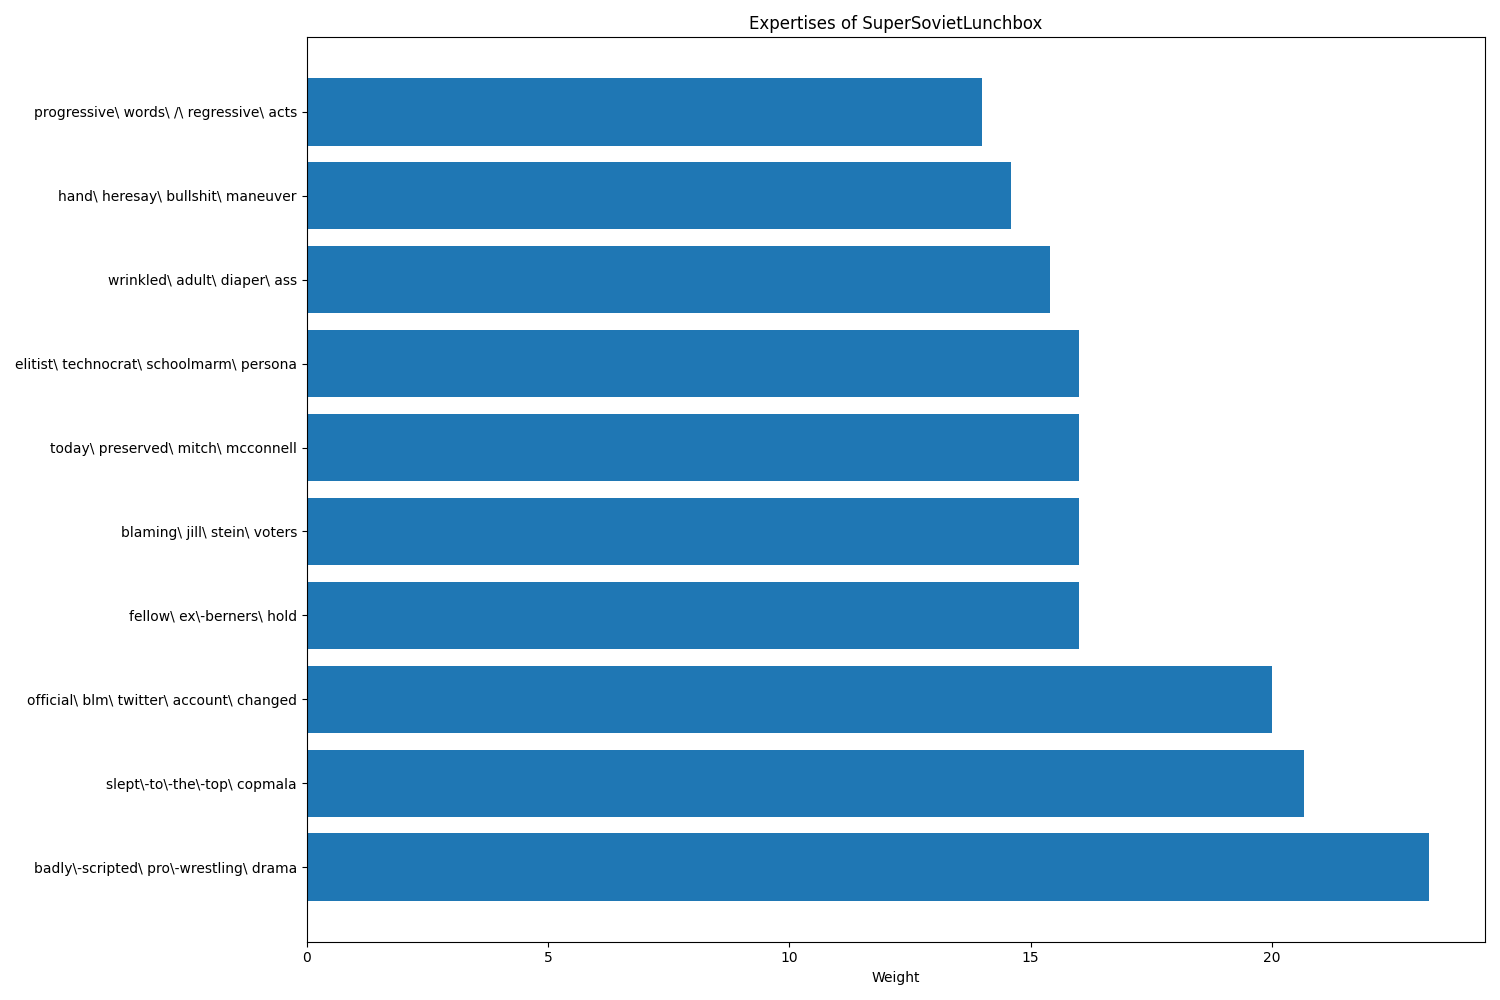 Expertises of SuperSovietLunchbox
progressive\ words\ /\ regressive\ acts
hand\ heresay\ bullshit\ maneuver
wrinkled\ adult\ diaper\ ass
elitist\ technocrat\ schoolmarm\ persona
today\ preserved\ mitch\ mcconnell
blaming\ jill\ stein\ voters
fellow\ ex\-berners\ hold
official\ blm\ twitter\ account\ changed
slept\-to\-the\-top\ copmala
badly\-scripted\ pro\-wrestling\ drama
0 5 10 15 20
Weight